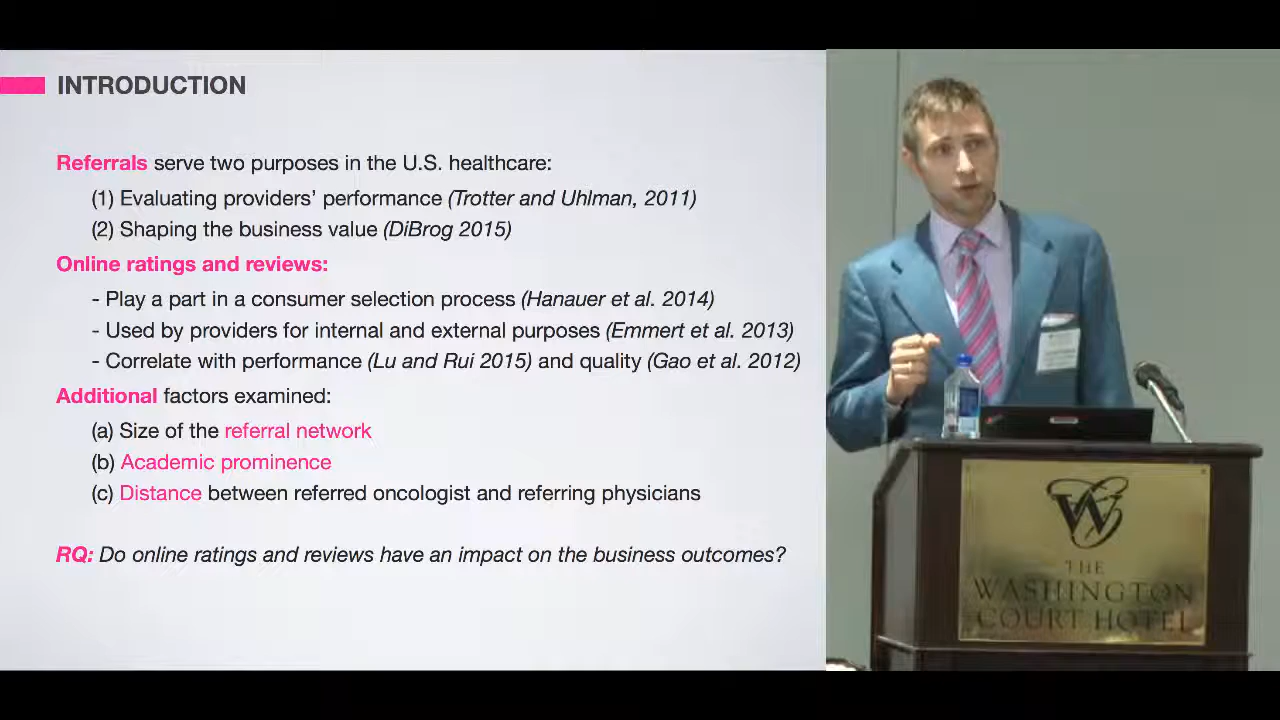 INTRODUCTION
Referrals serve two purposes in the U.S. healthcare:
(1) Evaluating providers' performance (Trotter and Uhlman, 2011)
(2) Shaping the business value (DiBrog 2015)
Online ratings and reviews:
- Play a part in a consumer selection process (Hanauer et al. 2014)
- Used by providers for internal and external purposes (Emmert et al. 2013)
- Correlate with performance (Lu and Rui 2015) and quality (Gao et al. 2012)
Additional factors examined:
(a) Size of the referral network
(b) Academic prominence
(c) Distance between referred oncologist and referring physicians
RQ: Do online ratings and reviews have an impact on the business outcomes?
W
THE
WASHINGTON
COURT HOTEL